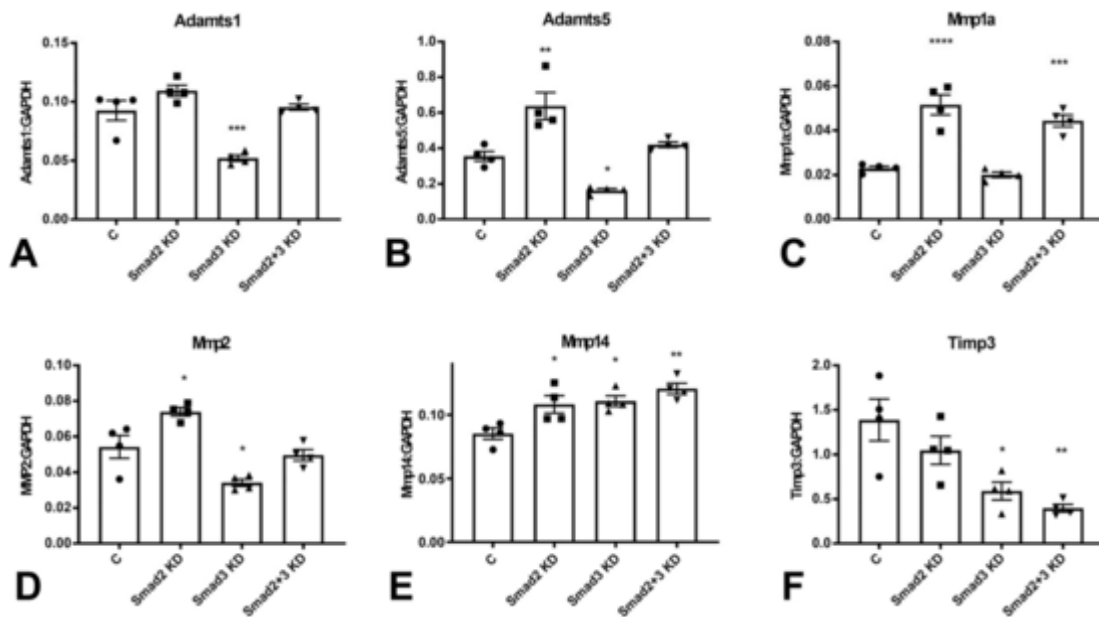 Adamts1
Adamts1:GAPDH
0.15
0.10
0.05
0.00
C
Smad2 KD
Smad3 KD
Smad2+3 KD
***
A
Adamts5
Adamts5:GAPDH
1.0
0.8
0.6
0.4
0.2
0.0
C
Smad2 KD
Smad3 KD
Smad2+3 KD
**
*
B
Mmp1a
Mmp1a:GAPDH
0.08
0.06
0.04
0.02
0.00
C
Smad2 KD
Smad3 KD
Smad2+3 KD
****
***
C
Mmp2
MMP2:GAPDH
0.10
0.08
0.06
0.04
0.02
0.00
C
Smad2 KD
Smad3 KD
Smad2+3 KD
*
*
D
Mmp14
Mmp14:GAPDH
0.10
0.05
0.00
C
Smad2 KD
Smad3 KD
Smad2+3 KD
*
*
**
E
Timp3
Timp3:GAPDH
2.0
1.5
1.0
0.5
0.0
C
Smad2 KD
Smad3 KD
Smad2+3 KD
*
**
F